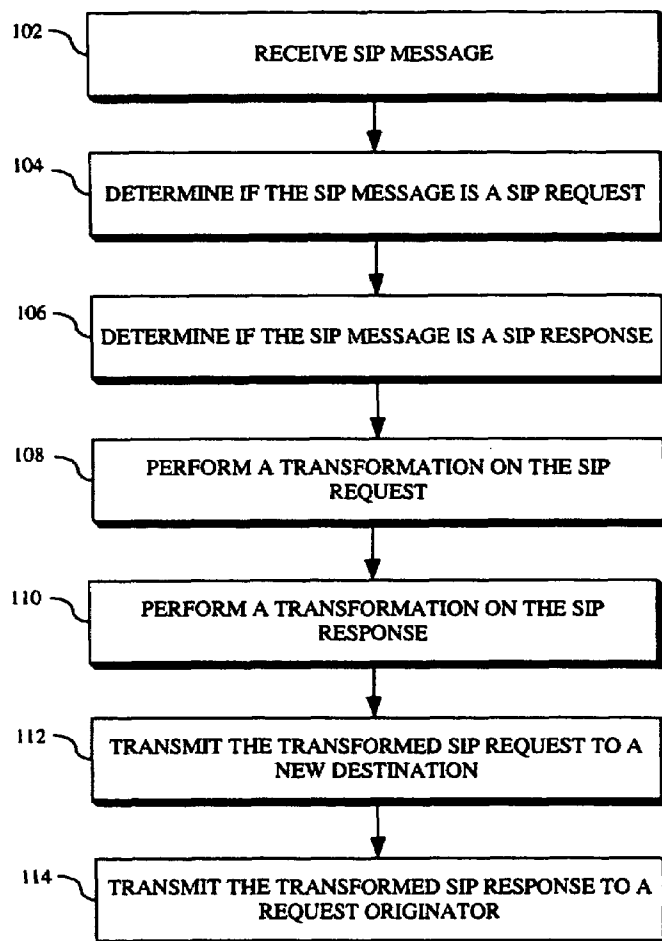 102
RECEIVE SIP MESSAGE
104
DETERMINE IF THE SIP MESSAGE IS A SIP REQUEST
106
DETERMINE IF THE SIP MESSAGE IS A SIP RESPONSE
108
PERFORM A TRANSFORMATION ON THE SIP
REQUEST
110
PERFORM A TRANSFORMATION ON THE SIP
RESPONSE
112
TRANSMIT THE TRANSFORMED SIP REQUEST TO A
NEW DESTINATION
114
TRANSMIT THE TRANSFORMED SIP RESPONSE TO A
REQUEST ORIGINATOR